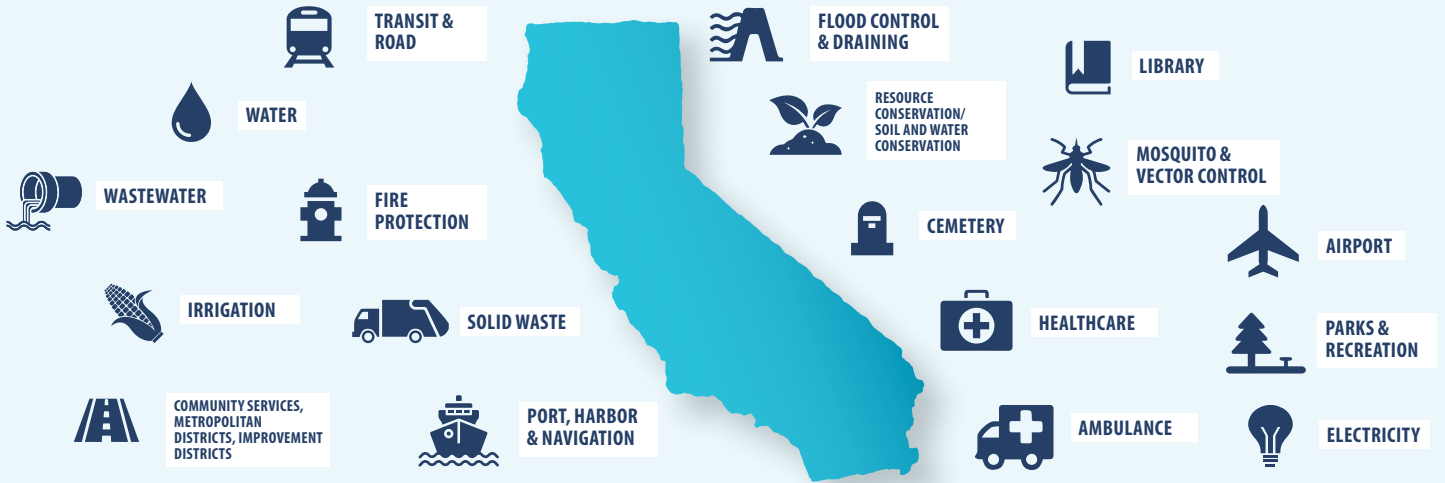 TRANSIT &
ROAD
WATER
WASTEWATER
FIRE
PROTECTION
IRRIGATION
SOLID WASTE
COMMUNITY SERVICES,
METROPOLITAN
DISTRICTS, IMPROVEMENT
DISTRICTS
PORT, HARBOR
& NAVIGATION
FLOOD CONTROL
& DRAINING
LIBRARY
RESOURCE
CONSERVATION/
SOIL AND WATER
CONSERVATION
MOSQUITO &
VECTOR CONTROL
CEMETERY
AIRPORT
HEALTHCARE
PARKS &
RECREATION
AMBULANCE
ELECTRICITY